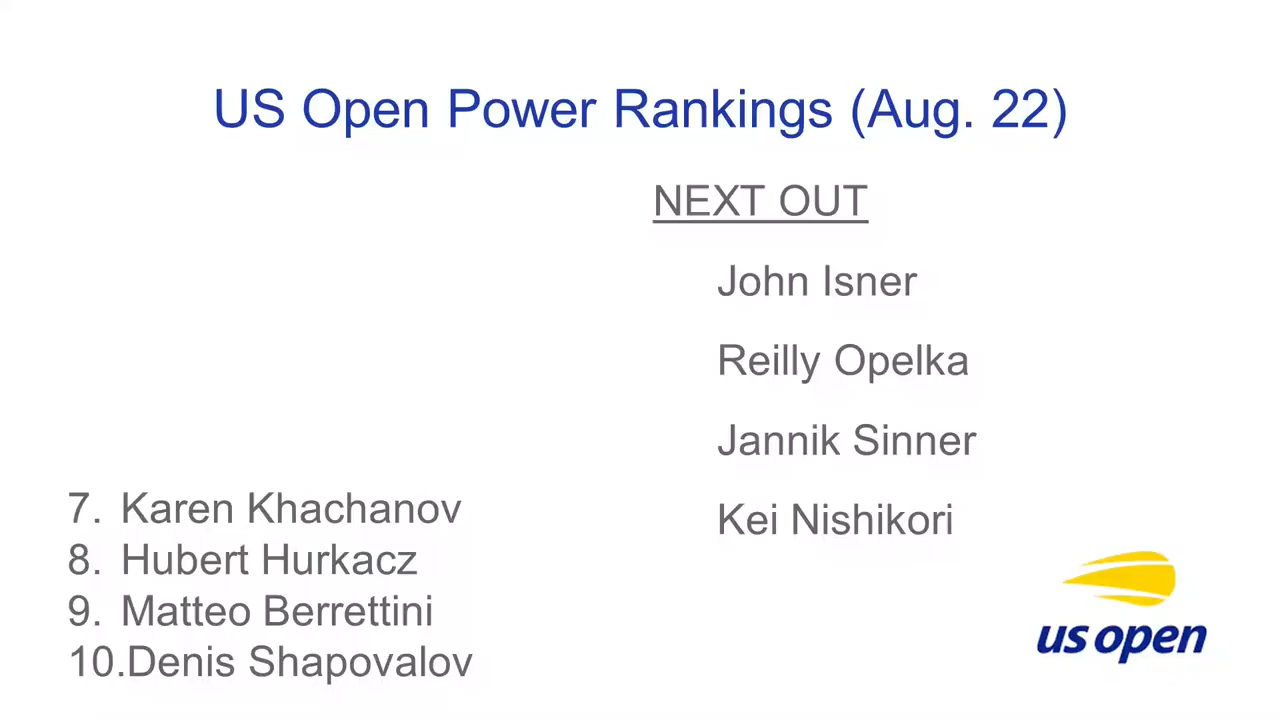 US Open Power Rankings (Aug. 22)
NEXT OUT
John Isner
Reilly Opelka
Jannik Sinner
Kei Nishikori
7. Karen Khachanov
8. Hubert Hurkacz
9. Matteo Berrettini
10.Denis Shapovalov
us open